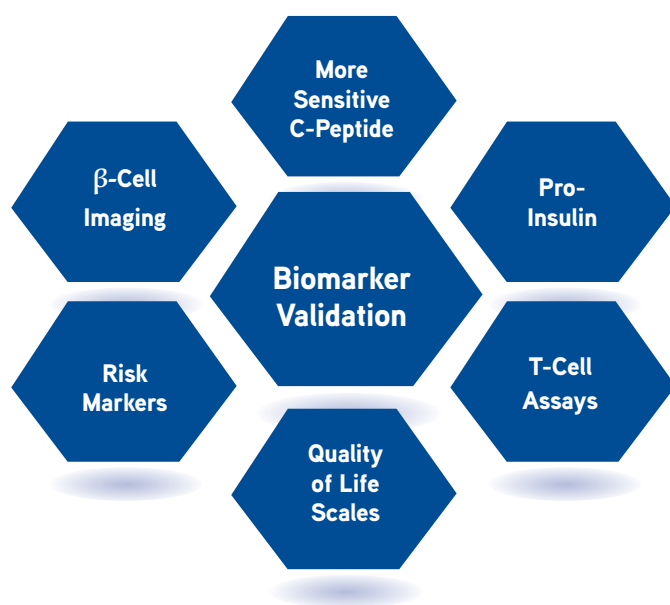 More
Sensitive
C-Peptide
β-Cell
Imaging
Pro-
Insulin
Biomarker
Validation
Risk
Markers
T-Cell
Assays
Quality
of Life
Scales